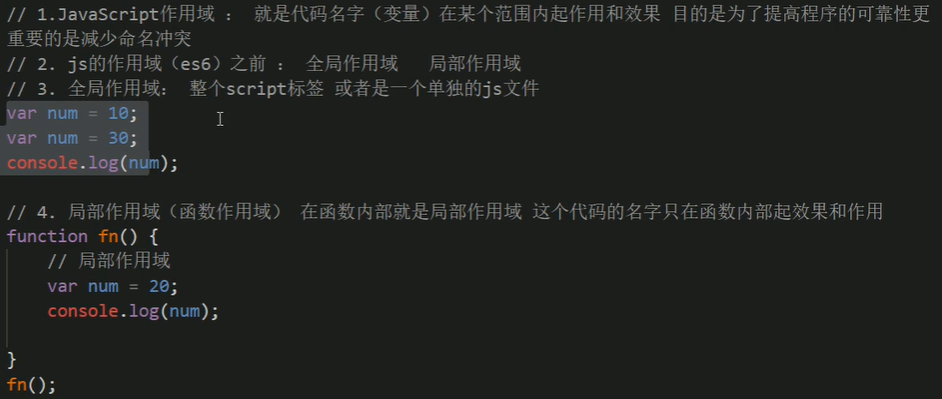 // 1.JavaScript作用域 ： 就是代码名字（变量）在某个范围内起作用和效果 目的是为了提高程序的可靠性更
重要的是减少命名冲突
// 2. js的作用域（es6）之前 ： 全局作用域 局部作用域
// 3. 全局作用域： 整个script标签 或者是一个单独的js文件
var num = 10;
var num = 30;
console.log(num);
// 4. 局部作用域（函数作用域） 在函数内部就是局部作用域 这个代码的名字只在函数内部起效果和作用
function fn() {
// 局部作用域
var num = 20;
console.log(num);
}
fn();